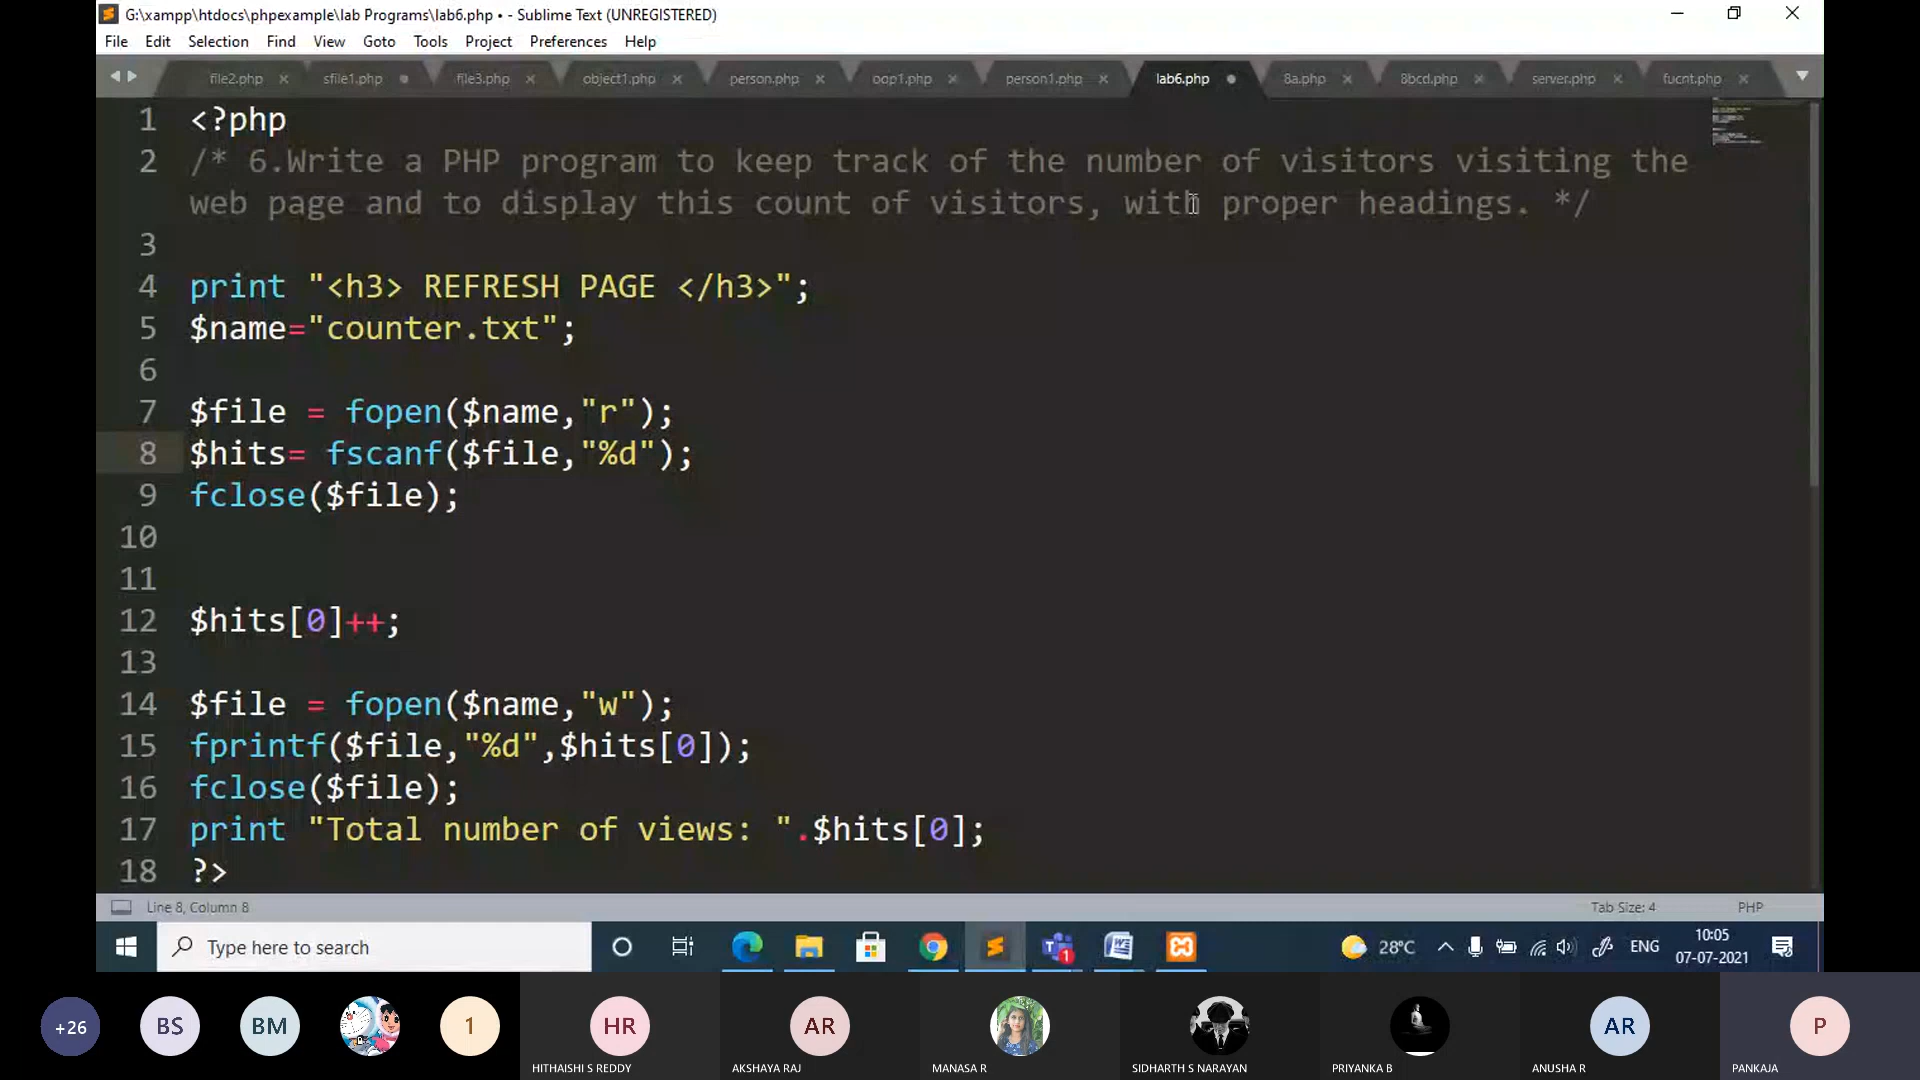 G:\xampp\htdocs\phpexample\lab Programs\lab6.php • - Sublime Text (UNREGISTERED)
File Edit Selection Find View Goto Tools Project Preferences Help
file2.php sfile1.php file3.php object1.php person.php oop1.php person1.php lab6.php 8a.php 8bcd.php server.php fucnt.php
1 <?php
2 /* 6.Write a PHP program to keep track of the number of visitors visiting the
web page and to display this count of visitors, with proper headings. */
3
4 print "<h3> REFRESH PAGE </h3>";
5 $name="counter.txt";
6
7 $file = fopen($name,"r");
8 $hits= fscanf($file,"%d");
9 fclose($file);
10
11
12 $hits[0]++;
13
14 $file = fopen($name,"w");
15 fprintf($file,"%d",$hits[0]);
16 fclose($file);
17 print "Total number of views: ".$hits[0];
18 ?>
Line 8, Column 8 Tab Size: 4 PHP
Type here to search 1 28°C ENG 10:05
07-07-2021
+26 BS BM 1 HR AR AR P
HITHAISHI S REDDY AKSHAYA RAJ MANASA R SIDHARTH S NARAYAN PRIYANKA B ANUSHA R PANKAJA